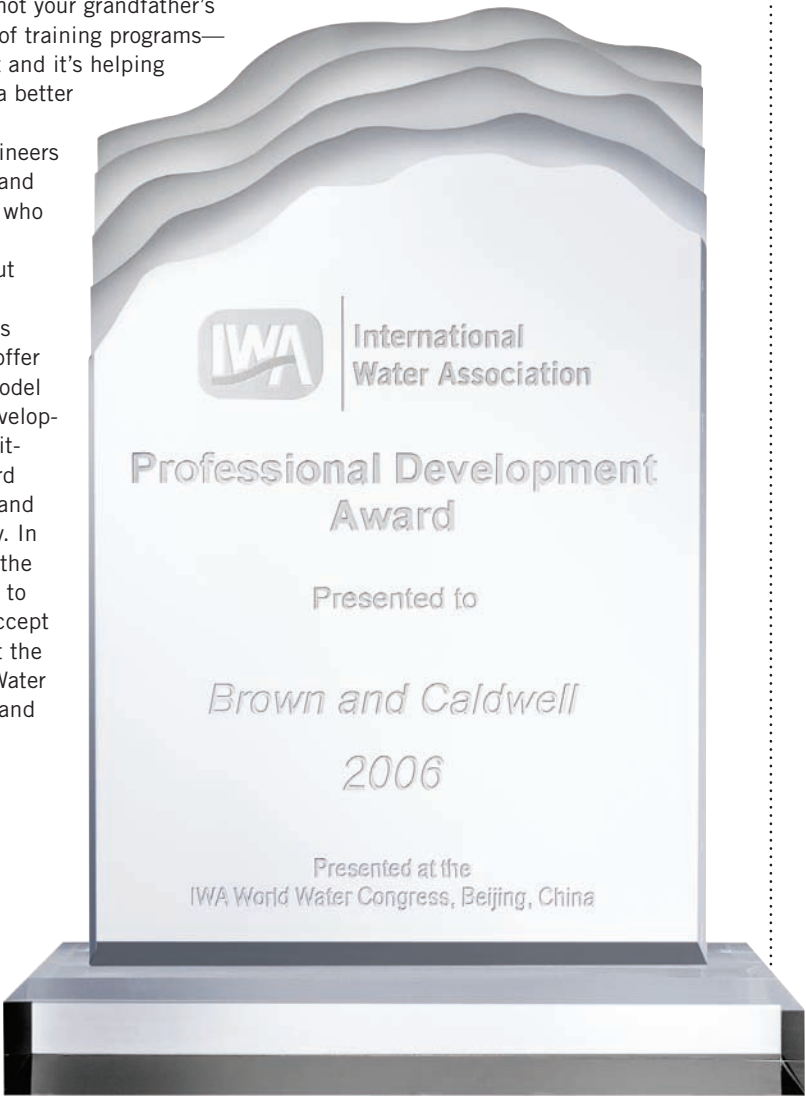 not your grandfather's
of training programs—
t and it's helping
a better
ineers
and
who
ut
s
offer
odel
velop-
it-
rd
and
y. In
the
to
ccept
t the
Water
and
IWA
International
Water Association
Professional Development
Award
Presented to
Brown and Caldwell
2006
Presented at the
IWA World Water Congress, Beijing, China